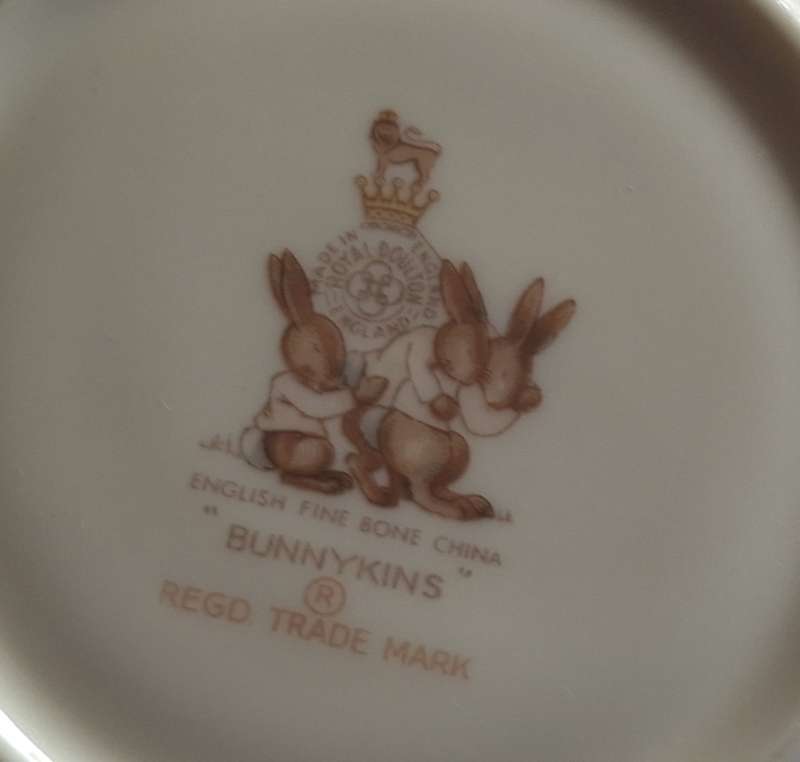 MADE IN ENGLAND
ROYAL DOULTON
ENGLAND
ENGLISH FINE BONE CHINA
"BUNNYKINS"
®
REGD. TRADE MARK